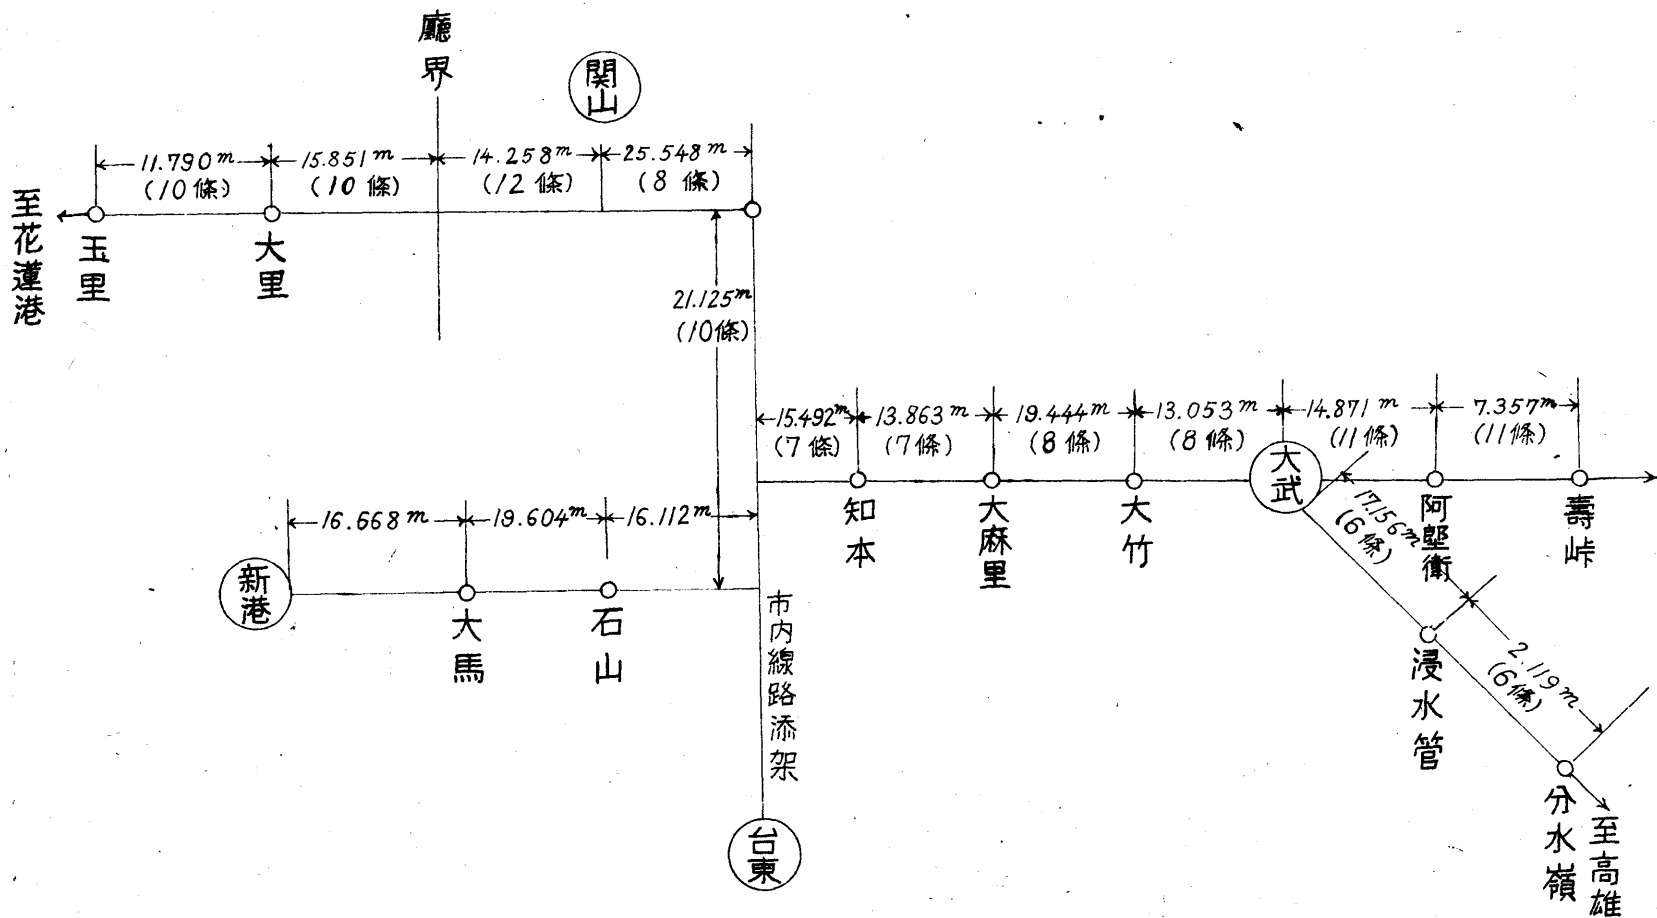 廳界
関山
11.790m
(10條)
15.851m
(10條)
14.258m
(12條)
25.548m
(8條)
至花蓮港
玉里
大里
21.125m
(10條)
15.492m
(7條)
13.863m
(7條)
19.444m
(8條)
13.053m
(8條)
14.871m
(11條)
7.357m
(11條)
知本
大麻里
大竹
大武
阿塱衛
壽峠
17.156m
(6條)
16.668m
19.604m
16.112m
新港
大馬
石山
市内線路添架
浸水管
2.119m
(6條)
台東
分水嶺
至高雄